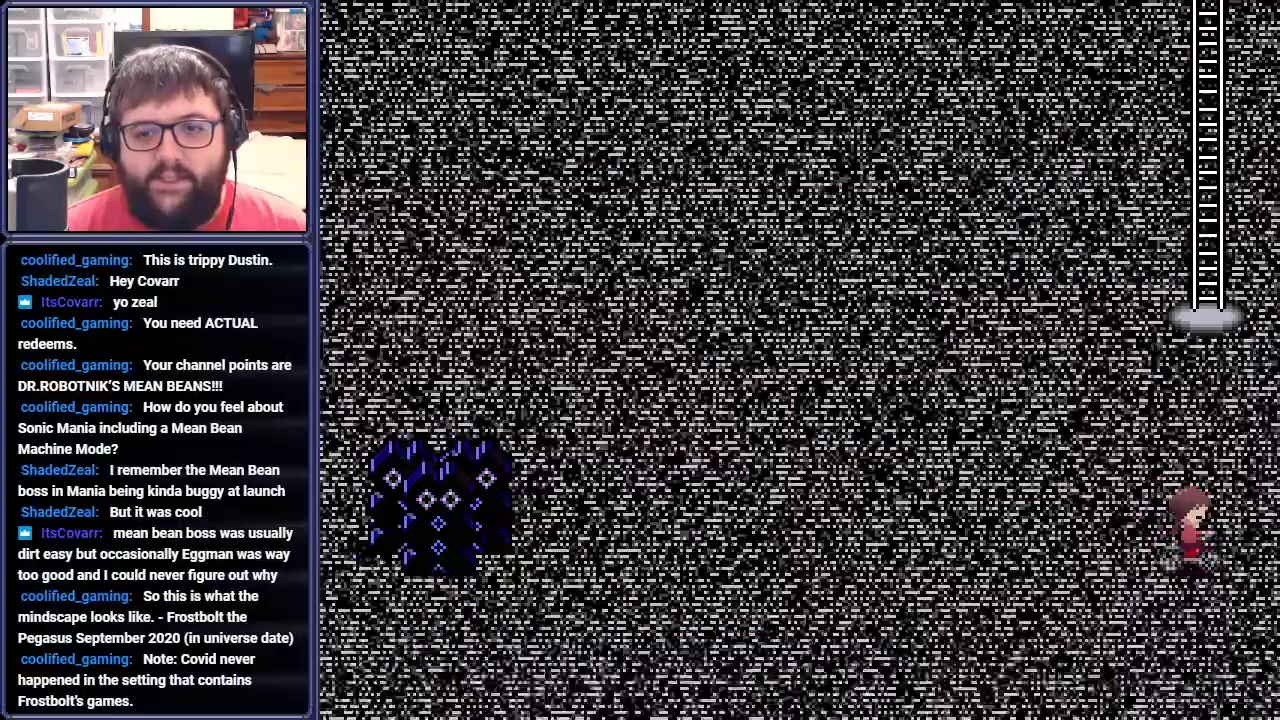 coolified_gaming: This is trippy Dustin.
ShadedZeal: Hey Covarr
ItsCovarr: yo zeal
coolified_gaming: You need ACTUAL
redeems.
coolified_gaming: Your channel points are
DR.ROBOTNIK'S MEAN BEANS!!!
coolified_gaming: How do you feel about
Sonic Mania including a Mean Bean
Machine Mode?
ShadedZeal: I remember the Mean Bean
boss in Mania being kinda buggy at launch
ShadedZeal: But it was cool
ItsCovarr: mean bean boss was usually
dirt easy but occasionally Eggman was way
too good and I could never figure out why
coolified_gaming: So this is what the
mindscape looks like. - Frostbolt the
Pegasus September 2020 (in universe date)
coolified_gaming: Note: Covid never
happened in the setting that contains
Frostbolt's games.